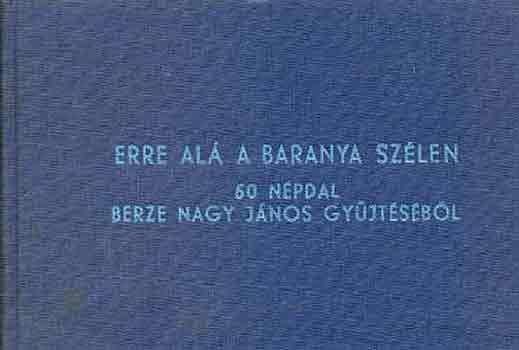 ERRE ALÁ A BARANYA SZÉLEN
60 NÉPDAL
BERZE NAGY JÁNOS GYŰJTÉSÉBŐL